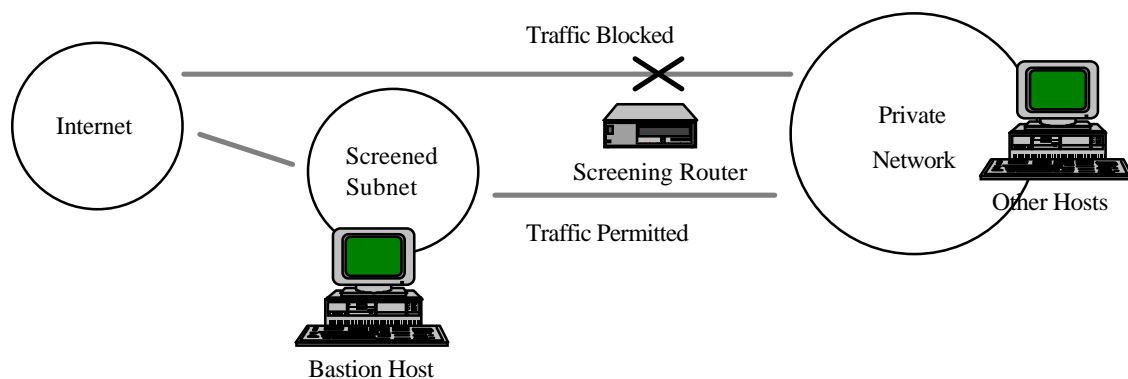 Traffic Blocked
Internet
Screened
Subnet
Screening Router
Private
Network
Other Hosts
Traffic Permitted
Bastion Host